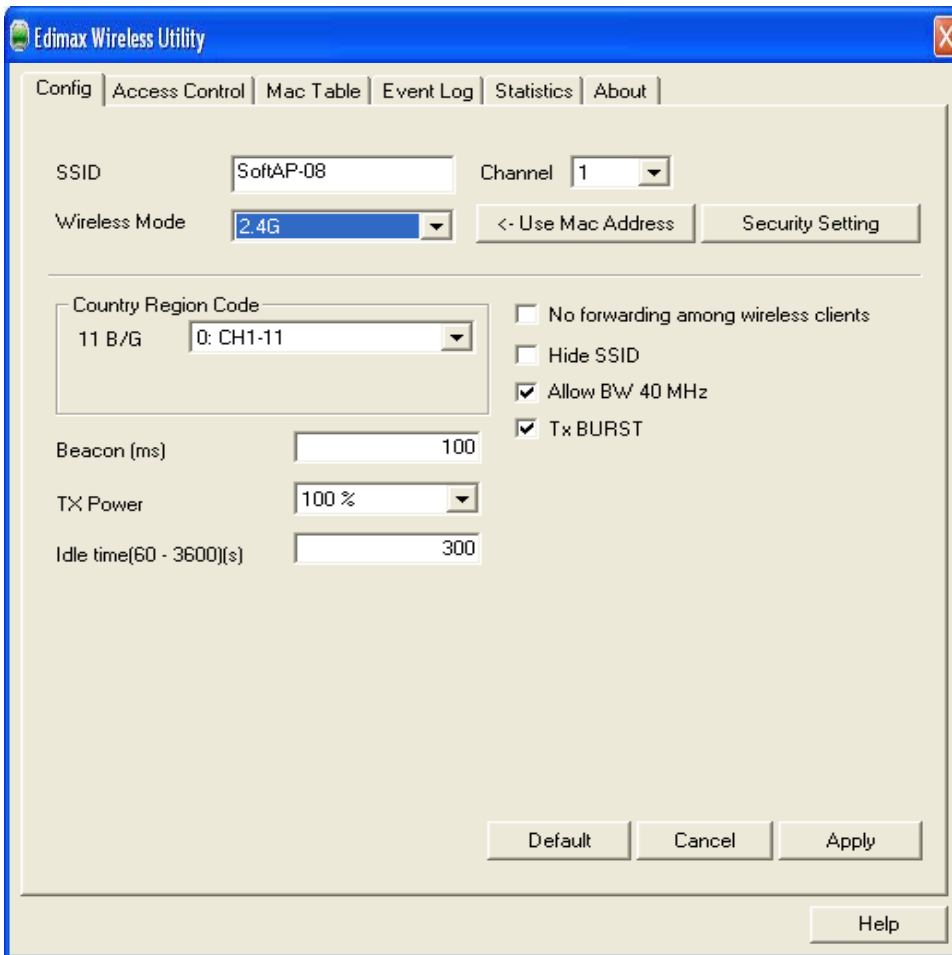 Edimax Wireless Utility
X
Config Access Control Mac Table Event Log Statistics About
SSID SoftAP-08 Channel 1
Wireless Mode 2.4G <- Use Mac Address Security Setting
Country Region Code
11 B/G 0: CH1-11
No forwarding among wireless clients
Hide SSID
Allow BW 40 MHz
Tx BURST
Beacon (ms) 100
TX Power 100 %
Idle time(60 - 3600)(s) 300
Default Cancel Apply
Help